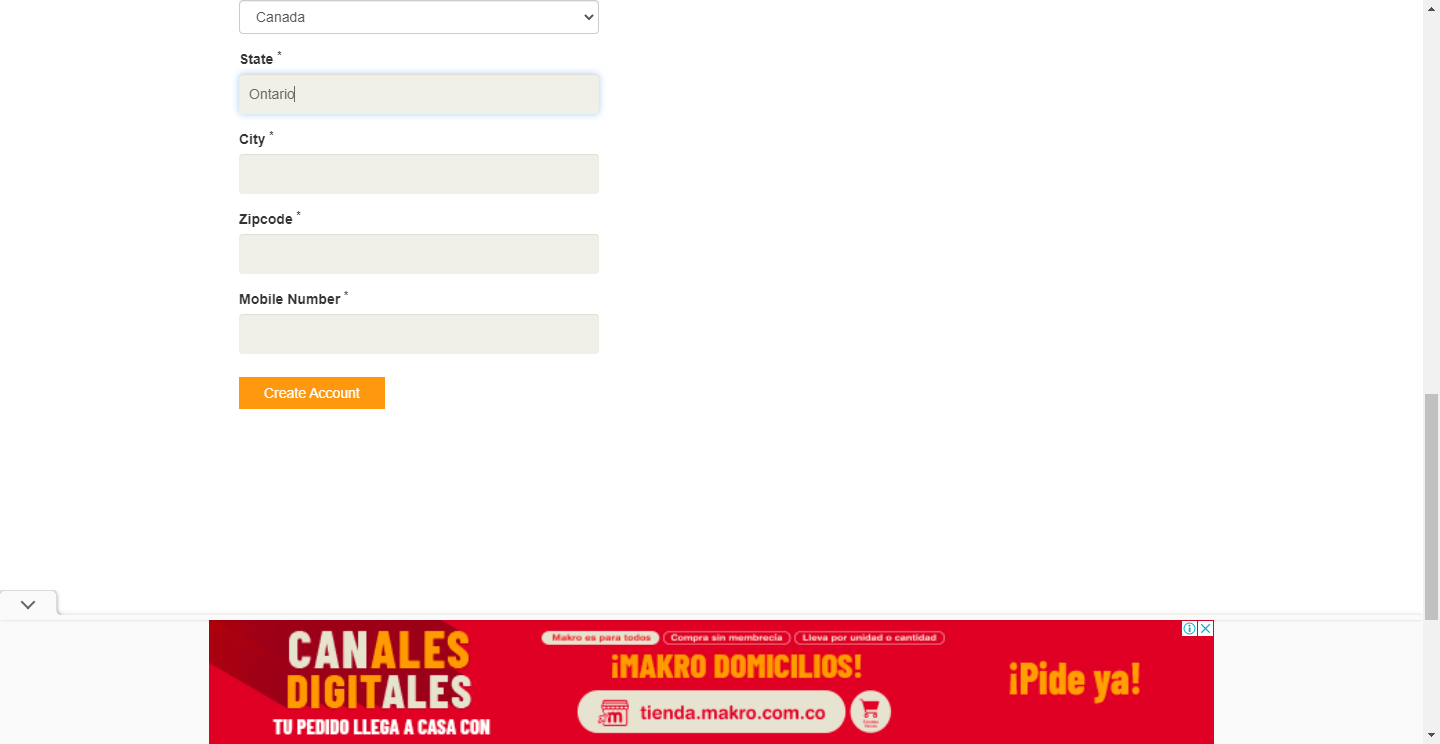 Canada
State *
Ontario
City *
Zipcode *
Mobile Number *
Create Account
CANALES
DIGITALES
TU PEDIDO LLEGA A CASA CON
Makro es para todos Compra sin membrecía Lleva por unidad o cantidad
¡MAKRO DOMICILIOS!
m tienda.makro.com.co
¡Pide ya!